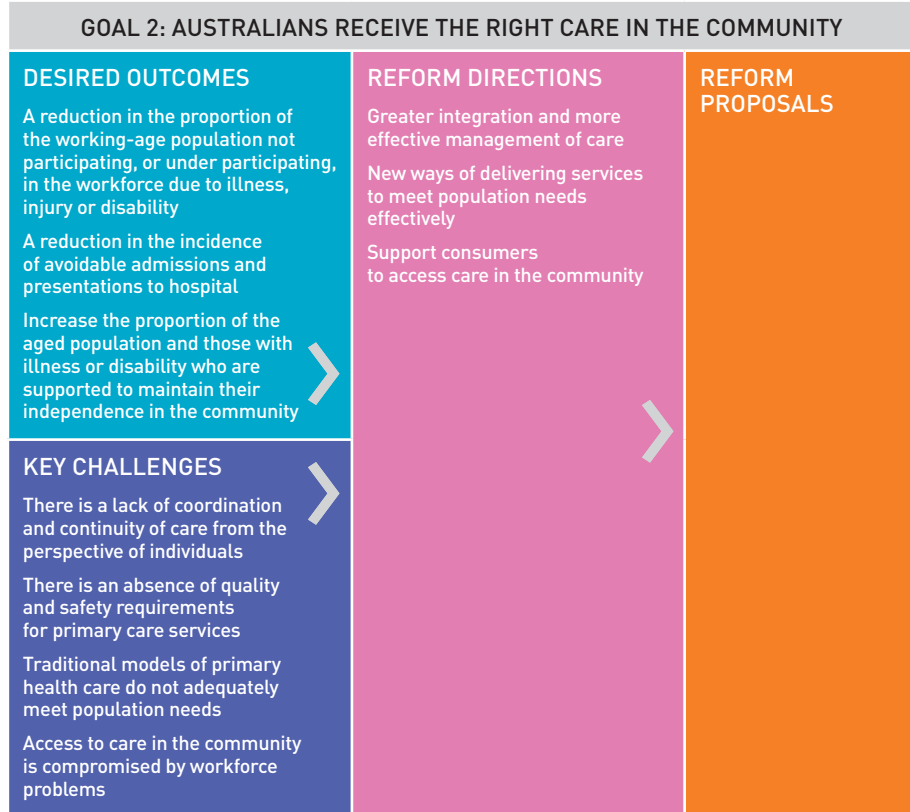 GOAL 2: AUSTRALIANS RECEIVE THE RIGHT CARE IN THE COMMUNITY
DESIRED OUTCOMES
A reduction in the proportion of
the working-age population not
participating, or under participating,
in the workforce due to illness,
injury or disability
A reduction in the incidence
of avoidable admissions and
presentations to hospital
Increase the proportion of the
aged population and those with
illness or disability who are
supported to maintain their
independence in the community
KEY CHALLENGES
There is a lack of coordination
and continuity of care from the
perspective of individuals
There is an absence of quality
and safety requirements
for primary care services
Traditional models of primary
health care do not adequately
meet population needs
Access to care in the community
is compromised by workforce
problems
REFORM DIRECTIONS
Greater integration and more
effective management of care
New ways of delivering services
to meet population needs
effectively
Support consumers
to access care in the community
REFORM
PROPOSALS